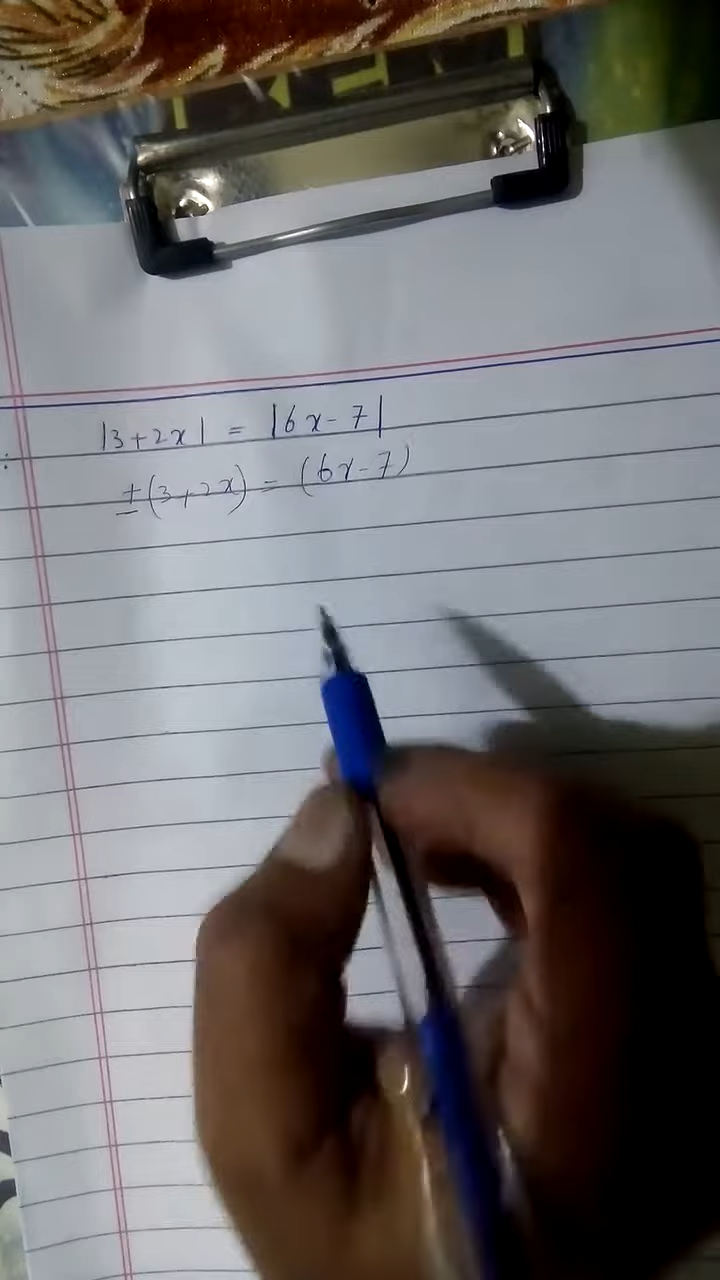 |3+2x| = |6x-7|
±(3+2x) = (6x-7)